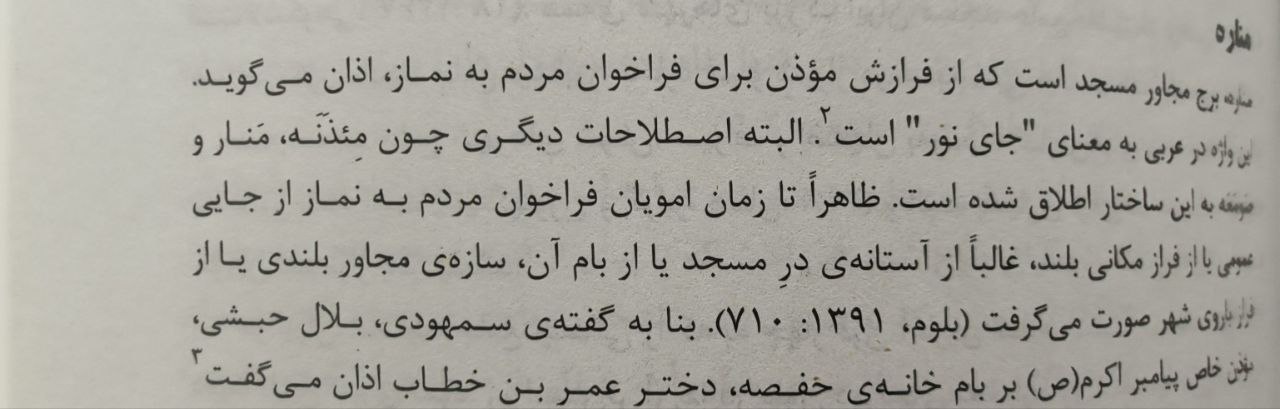 مناره
مناره، برج مجاور مسجد است که از فرازش مؤذن برای فراخوان مردم به نماز، اذان می‌گوید.
این واژه در عربی به معنای "جای نور" است۲. البته اصطلاحات دیگری چون مِئذَنَه، مَنار و
صومعه به این ساختار اطلاق شده است. ظاهراً تا زمان امویان فراخوان مردم به نماز از جایی
عمومی یا از فراز مکانی بلند، غالباً از آستانه‌ی درِ مسجد یا از بام آن، سازه‌ی مجاور بلندی یا از
فراز باروی شهر صورت می‌گرفت (بلوم، ۱۳۹۱: ۷۱۰). بنا به گفته‌ی سمهودی، بلال حبشی،
مؤذن خاص پیامبر اکرم(ص) بر بام خانه‌ی حفصه، دختر عمر بن خطاب اذان می‌گفت۳